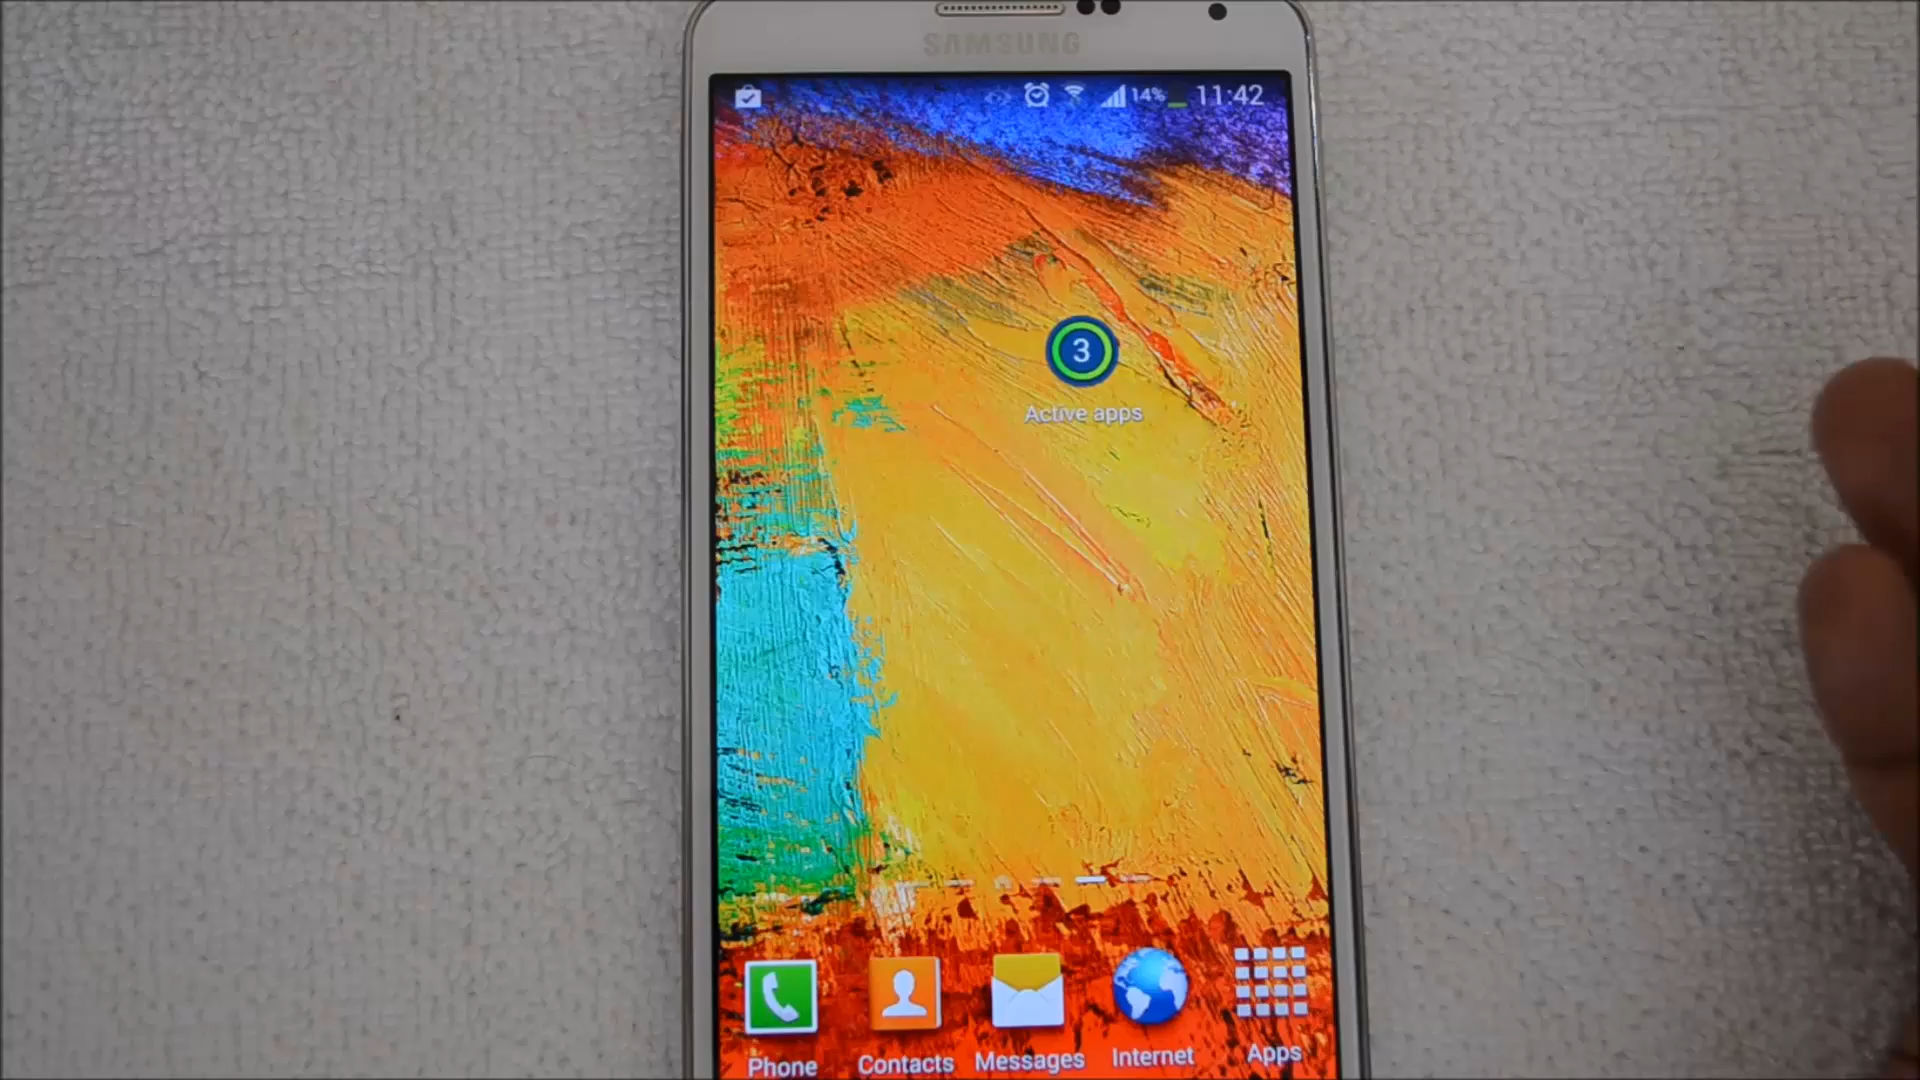 SAMSUNG
14% 11:42
3
Active apps
Phone Contacts Messages Internet Apps